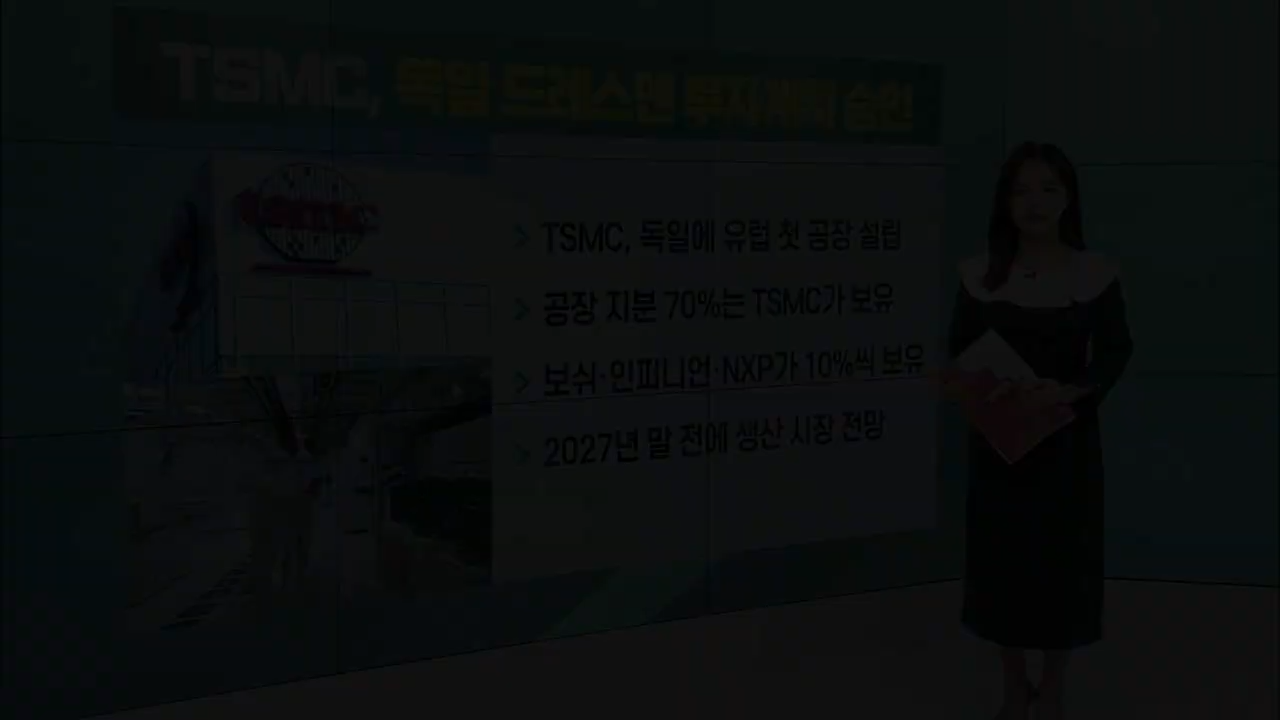 TSMC, 독일 드레스덴 투자계획 승인
TSMC, 독일에 유럽 첫 공장 설립
공장 지분 70%는 TSMC가 보유
보쉬·인피니언·NXP가 10%씩 보유
2027년 말 전에 생산 시장 전망